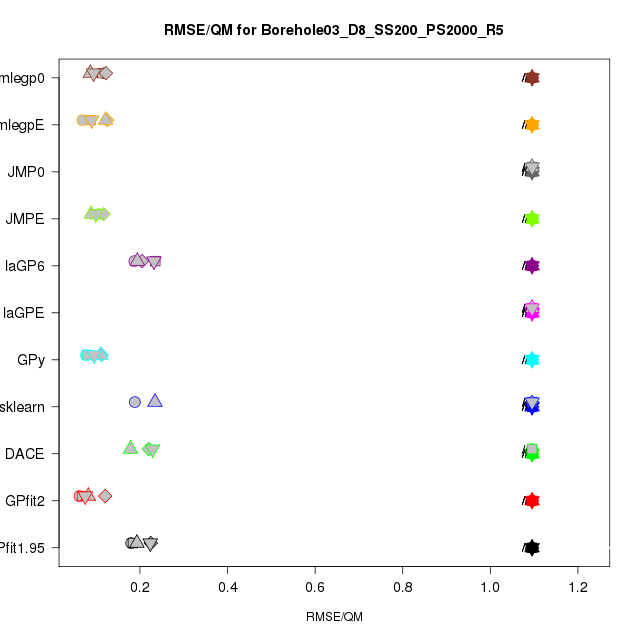 RMSE/QM for Borehole03_D8_SS200_PS2000_R5
mlegp0
mlegpE
JMP0
JMPE
laGP6
laGPE
GPy
sklearn
DACE
GPfit2
Pfit1.95
0.2 0.4 0.6 0.8 1.0 1.2
RMSE/QM